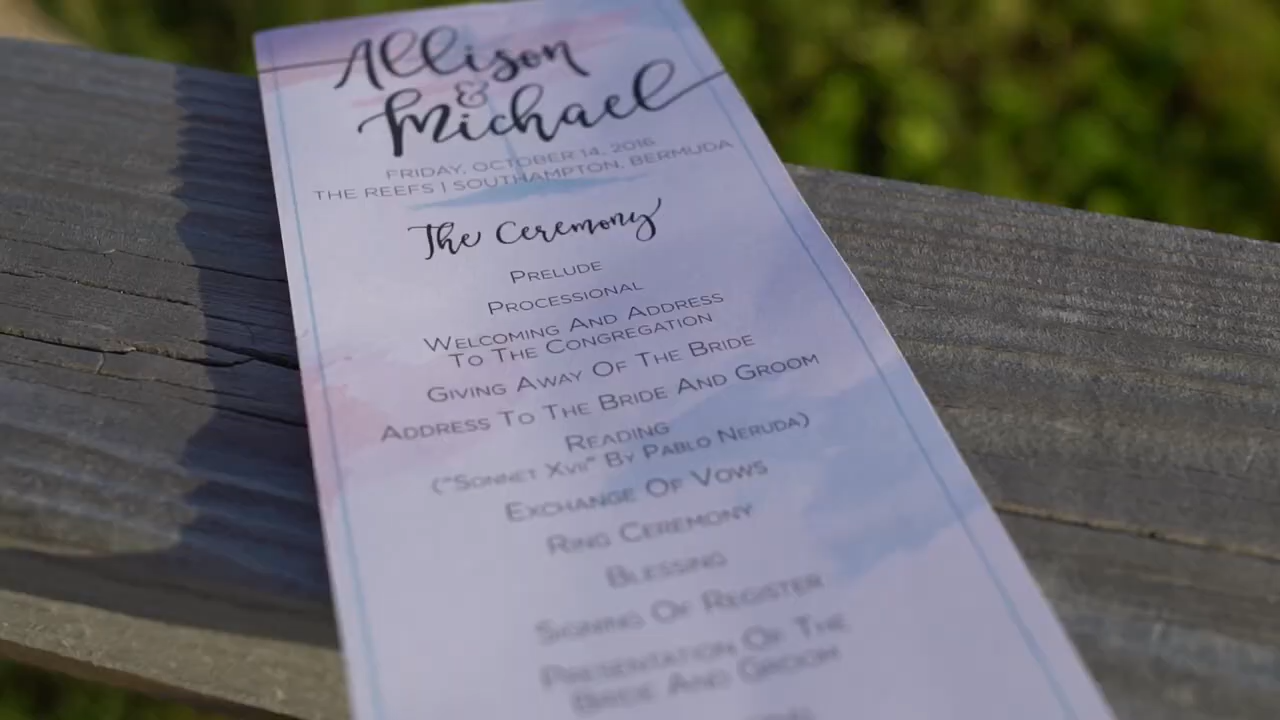 Allison
&
Michael
FRIDAY, OCTOBER 14, 2016
THE REEFS | SOUTHAMPTON, BERMUDA
The Ceremony
PRELUDE
PROCESSIONAL
WELCOMING AND ADDRESS
TO THE CONGREGATION
GIVING AWAY OF THE BRIDE
ADDRESS TO THE BRIDE AND GROOM
READING
("SONNET XVII" BY PABLO NERUDA)
EXCHANGE OF VOWS
RING CEREMONY
BLESSING
SIGNING OF REGISTER
PRESENTATION OF THE
BRIDE AND GROOM